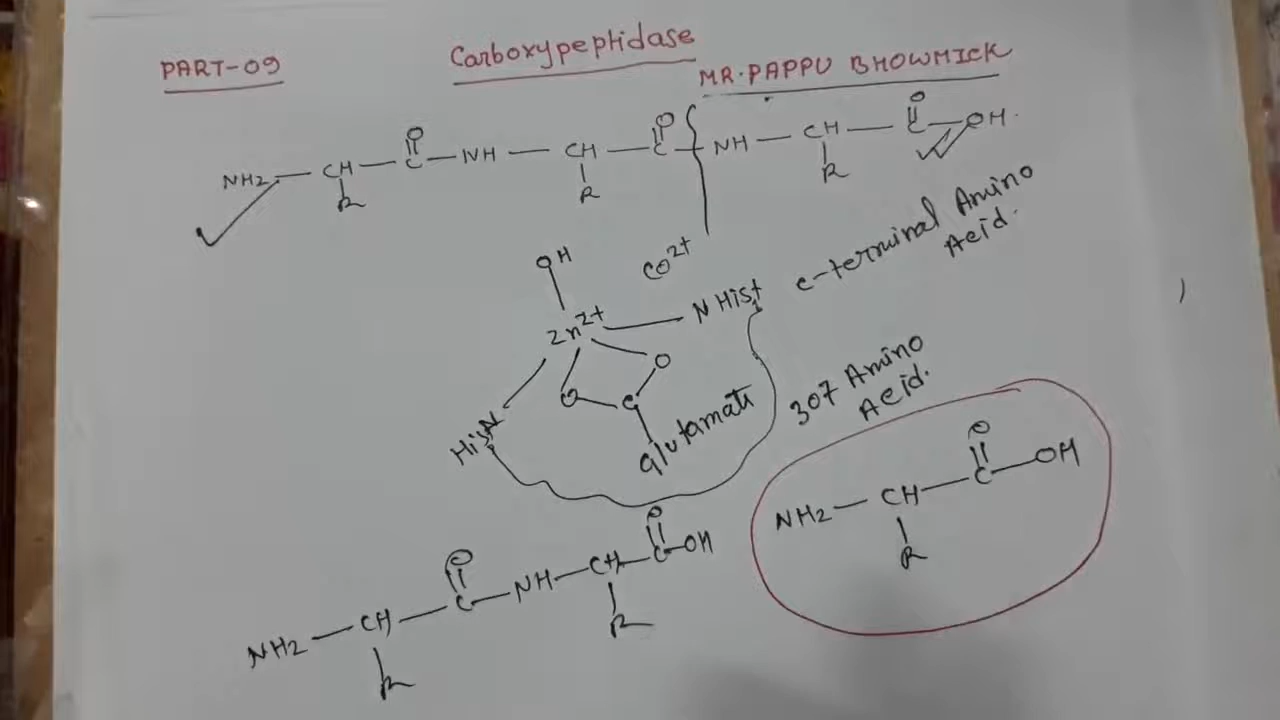 PART-09
Carboxypeptidase
MR. PAPPU BHOWMICK
NH2 — CH — C — NH — CH — C — NH — CH — C — OH
O O O
R R R
OH
Co2+
Zn2+ — N Hist
C-terminal Amino
Acid.
O
O — C
HisN
glutamate
307 Amino
Acid.
NH2 — CH — C — OH
O
R
NH2 — CH — C — NH — CH — C — OH
O O
R R